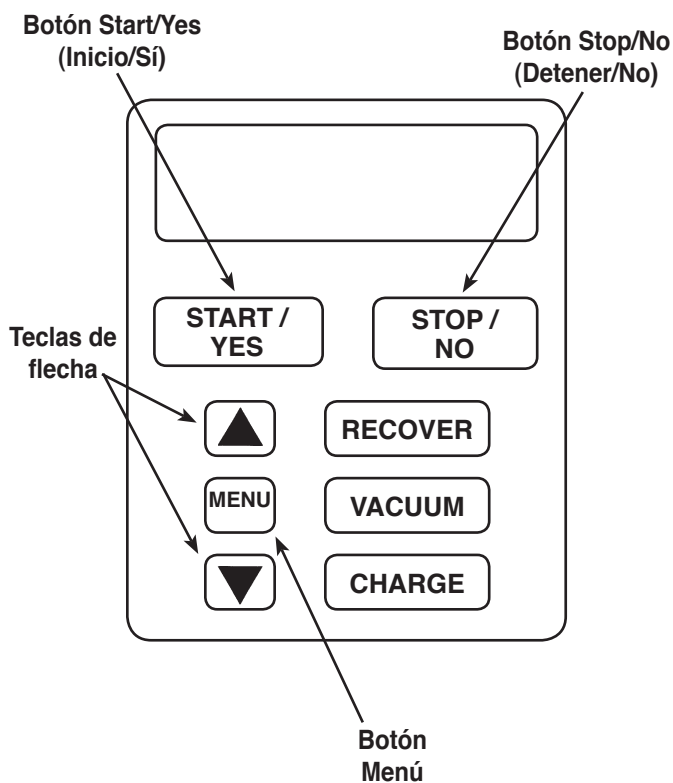 Botón Start/Yes
(Inicio/Sí)
Botón Stop/No
(Detener/No)
START /
YES
STOP /
NO
Teclas de
flecha
RECOVER
MENU
VACUUM
CHARGE
Botón
Menú